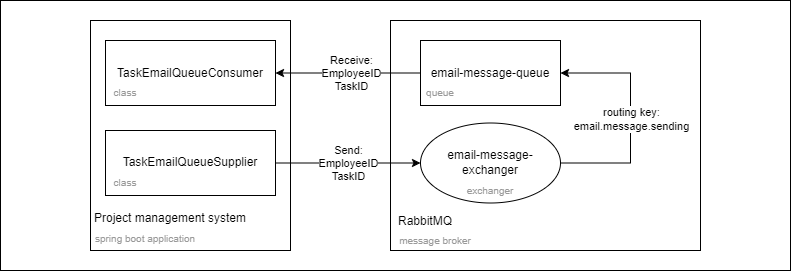 TaskEmailQueueConsumer
class
Receive:
EmployeeID
TaskID
email-message-queue
queue
routing key:
email.message.sending
TaskEmailQueueSupplier
class
Send:
EmployeeID
TaskID
email-message-
exchanger
exchanger
Project management system
spring boot application
RabbitMQ
message broker